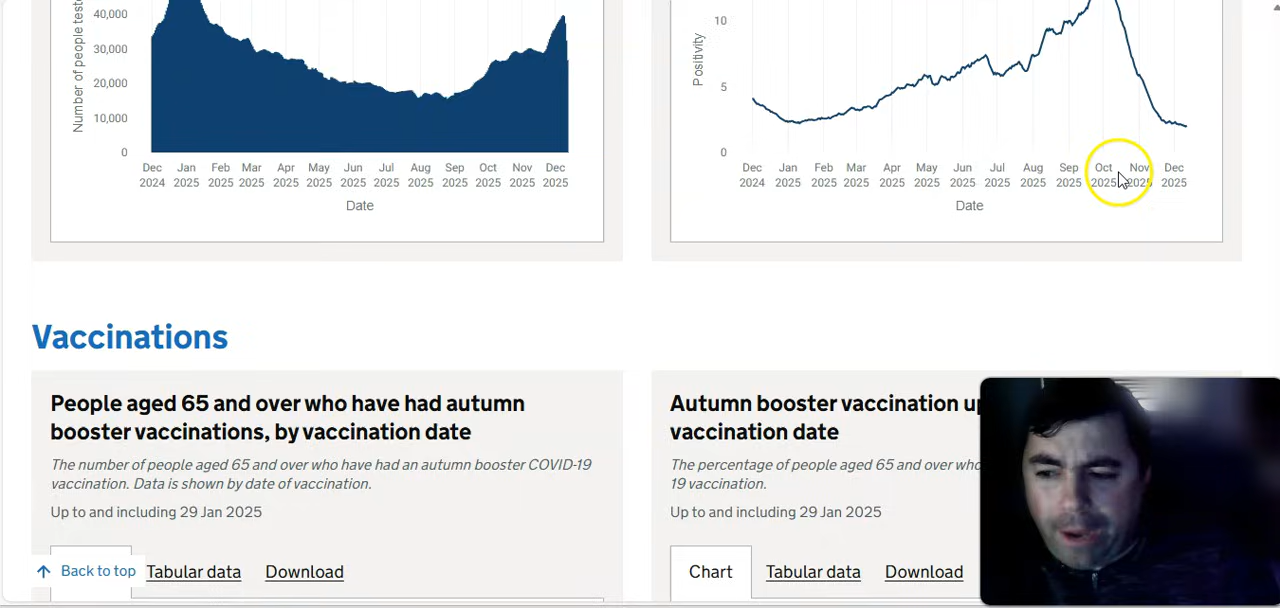 Number of people teste
40,000
30,000
20,000
10,000
0
Dec Jan Feb Mar Apr May Jun Jul Aug Sep Oct Nov Dec
2024 2025 2025 2025 2025 2025 2025 2025 2025 2025 2025 2025 2025
Date
Positivity
10
5
0
Dec Jan Feb Mar Apr May Jun Jul Aug Sep Oct Nov Dec
2024 2025 2025 2025 2025 2025 2025 2025 2025 2025 2025 2025 2025
Date
Vaccinations
People aged 65 and over who have had autumn
booster vaccinations, by vaccination date
The number of people aged 65 and over who have had an autumn booster COVID-19
vaccination. Data is shown by date of vaccination.
Up to and including 29 Jan 2025
Back to top
Tabular data
Download
Autumn booster vaccination up
vaccination date
The percentage of people aged 65 and over who
19 vaccination.
Up to and including 29 Jan 2025
Chart
Tabular data
Download